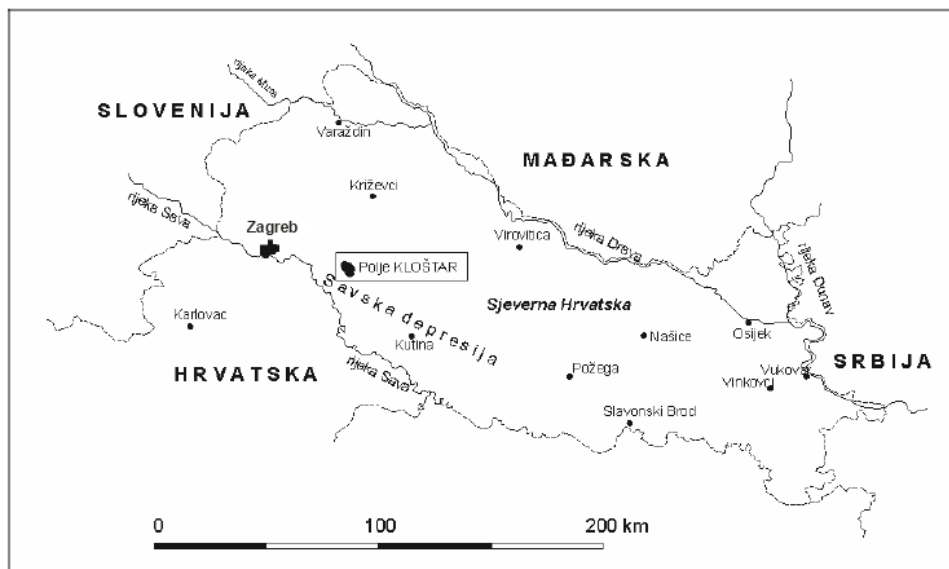 rijeka Mura
SLOVENIJA
Varaždin
MAĐARSKA
Križevci
rijeka Sava
Zagreb
Virovitica
rijeka Drava
rijeka Dunav
Polje KLOŠTAR
Savska depresija
Sjeverna Hrvatska
Karlovac
Kutina
Našice
Osijek
HRVATSKA
rijeka Sava
Požega
Vinkovci
Vukovar
SRBIJA
Slavonski Brod
0 100 200 km